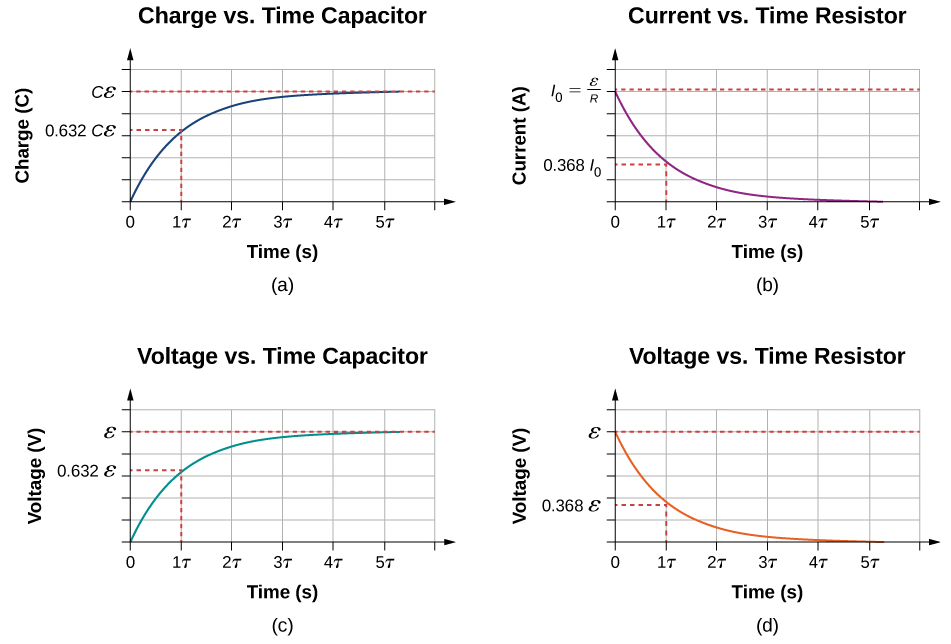 Charge vs. Time Capacitor
Charge (C)
Cε
0.632 Cε
0 1τ 2τ 3τ 4τ 5τ
Time (s)
(a)
Current vs. Time Resistor
Current (A)
I₀ = ε/R
0.368 I₀
0 1τ 2τ 3τ 4τ 5τ
Time (s)
(b)
Voltage vs. Time Capacitor
Voltage (V)
ε
0.632 ε
0 1τ 2τ 3τ 4τ 5τ
Time (s)
(c)
Voltage vs. Time Resistor
Voltage (V)
ε
0.368 ε
0 1τ 2τ 3τ 4τ 5τ
Time (s)
(d)